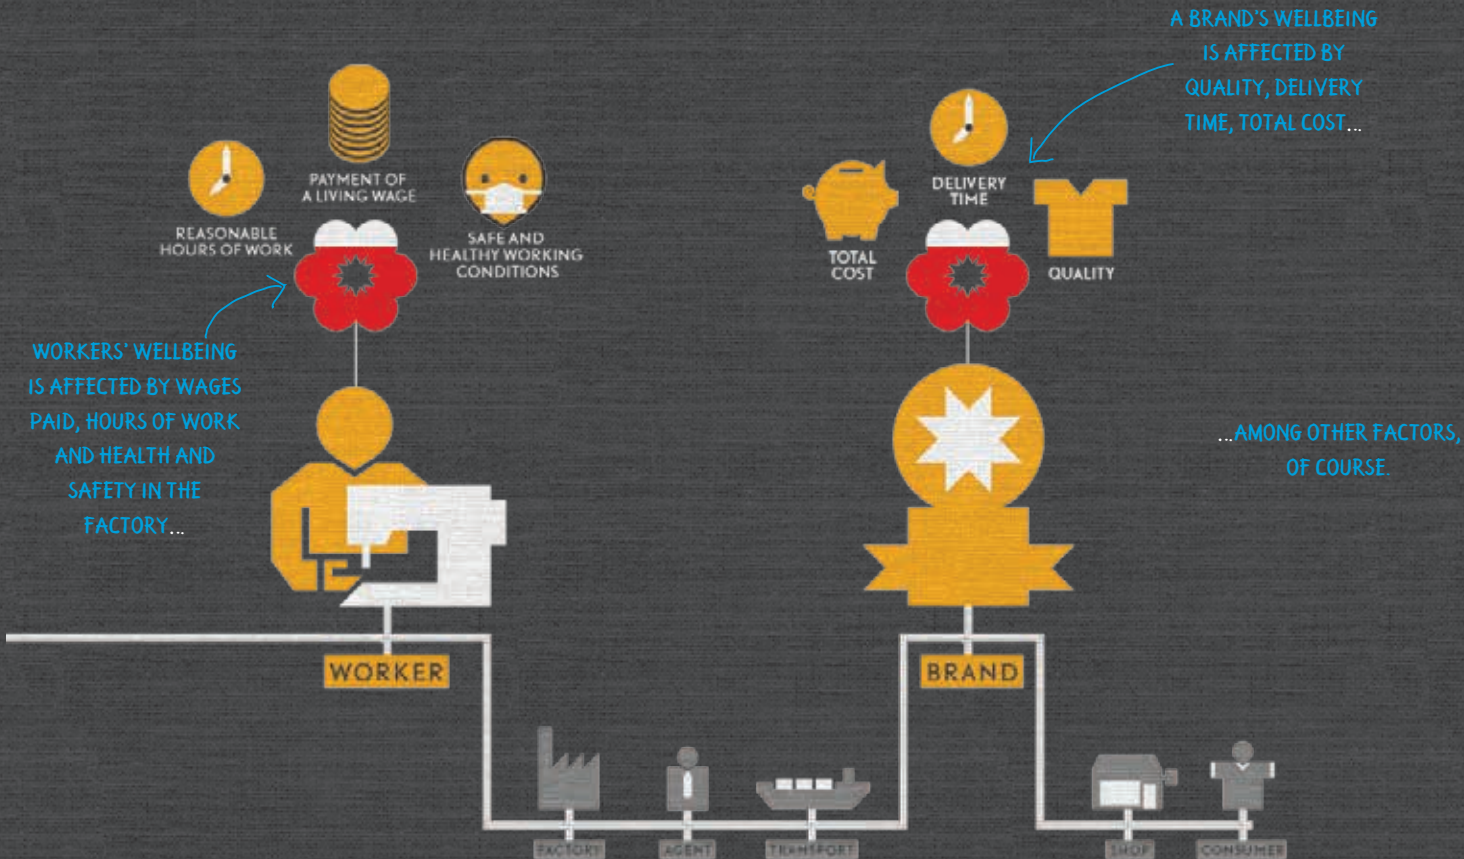 A BRAND'S WELLBEING
IS AFFECTED BY
QUALITY, DELIVERY
TIME, TOTAL COST...
PAYMENT OF
A LIVING WAGE
REASONABLE
HOURS OF WORK
SAFE AND
HEALTHY WORKING
CONDITIONS
DELIVERY
TIME
TOTAL
COST
QUALITY
WORKERS' WELLBEING
IS AFFECTED BY WAGES
PAID, HOURS OF WORK
AND HEALTH AND
SAFETY IN THE
FACTORY...
...AMONG OTHER FACTORS,
OF COURSE.
WORKER
BRAND
FACTORY
AGENT
TRANSPORT
SHOP
CONSUMER